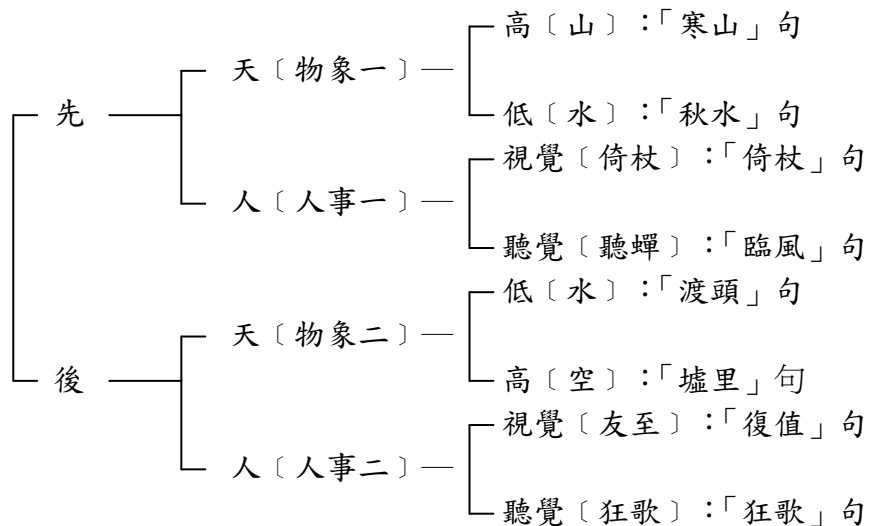 高〔山〕：「寒山」句
天〔物象一〕
先
低〔水〕：「秋水」句
視覺〔倚杖〕：「倚杖」句
人〔人事一〕
聽覺〔聽蟬〕：「臨風」句
低〔水〕：「渡頭」句
天〔物象二〕
後
高〔空〕：「墟里」句
視覺〔友至〕：「復值」句
人〔人事二〕
聽覺〔狂歌〕：「狂歌」句